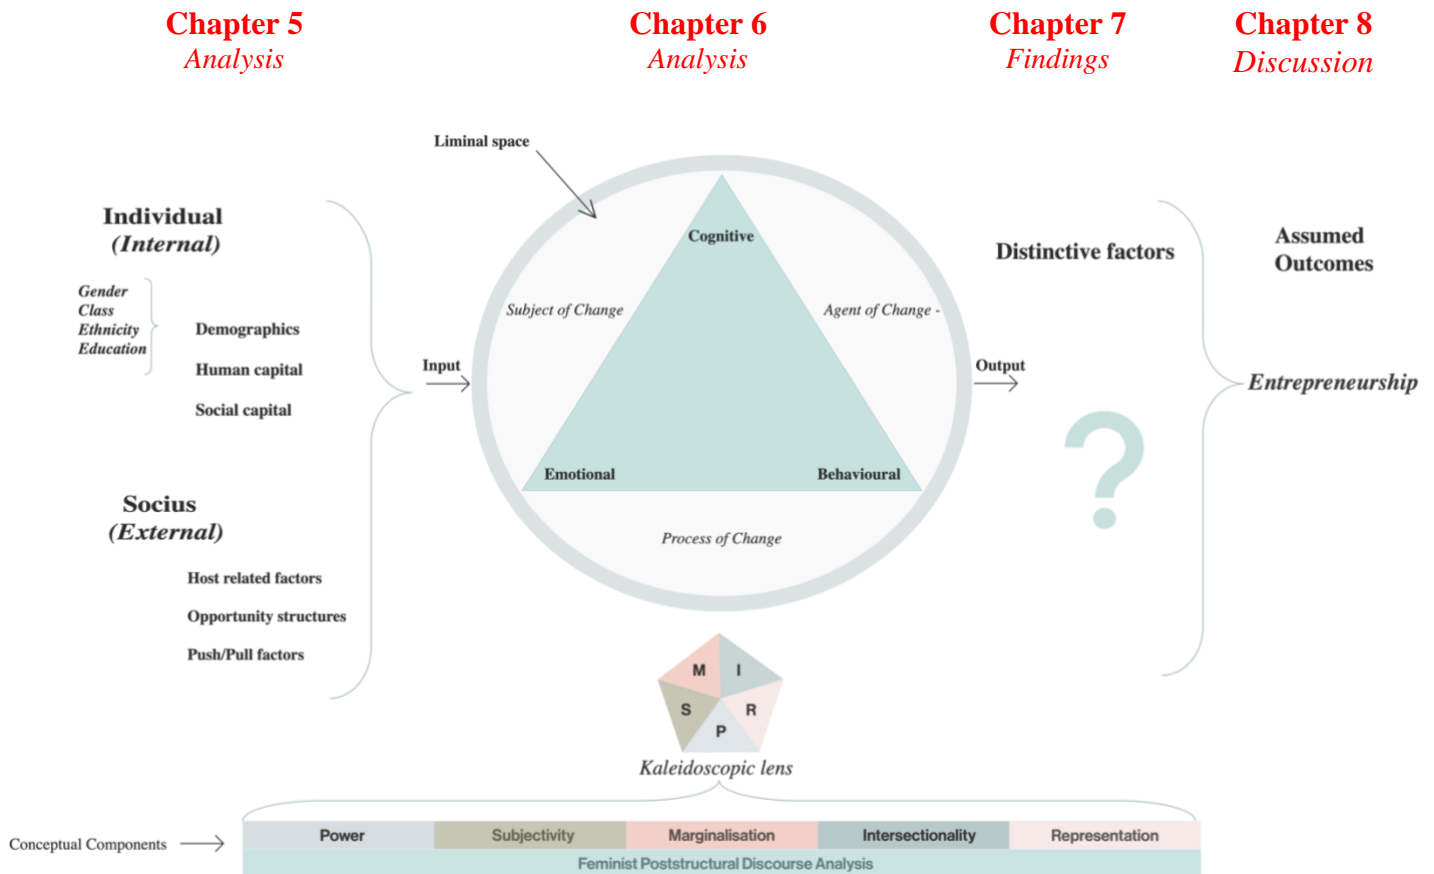 Chapter 5
Analysis
Chapter 6
Analysis
Chapter 7
Findings
Chapter 8
Discussion
Liminal space
Individual
(Internal)
Gender
Class
Ethnicity
Education
Demographics
Human capital
Social capital
Socius
(External)
Host related factors
Opportunity structures
Push/Pull factors
Input
Cognitive
Subject of Change
Agent of Change -
Emotional
Behavioural
Process of Change
Output
Distinctive factors
?
Assumed
Outcomes
Entrepreneurship
M
I
S
R
P
Kaleidoscopic lens
Conceptual Components
Power
Subjectivity
Marginalisation
Intersectionality
Representation
Feminist Poststructural Discourse Analysis